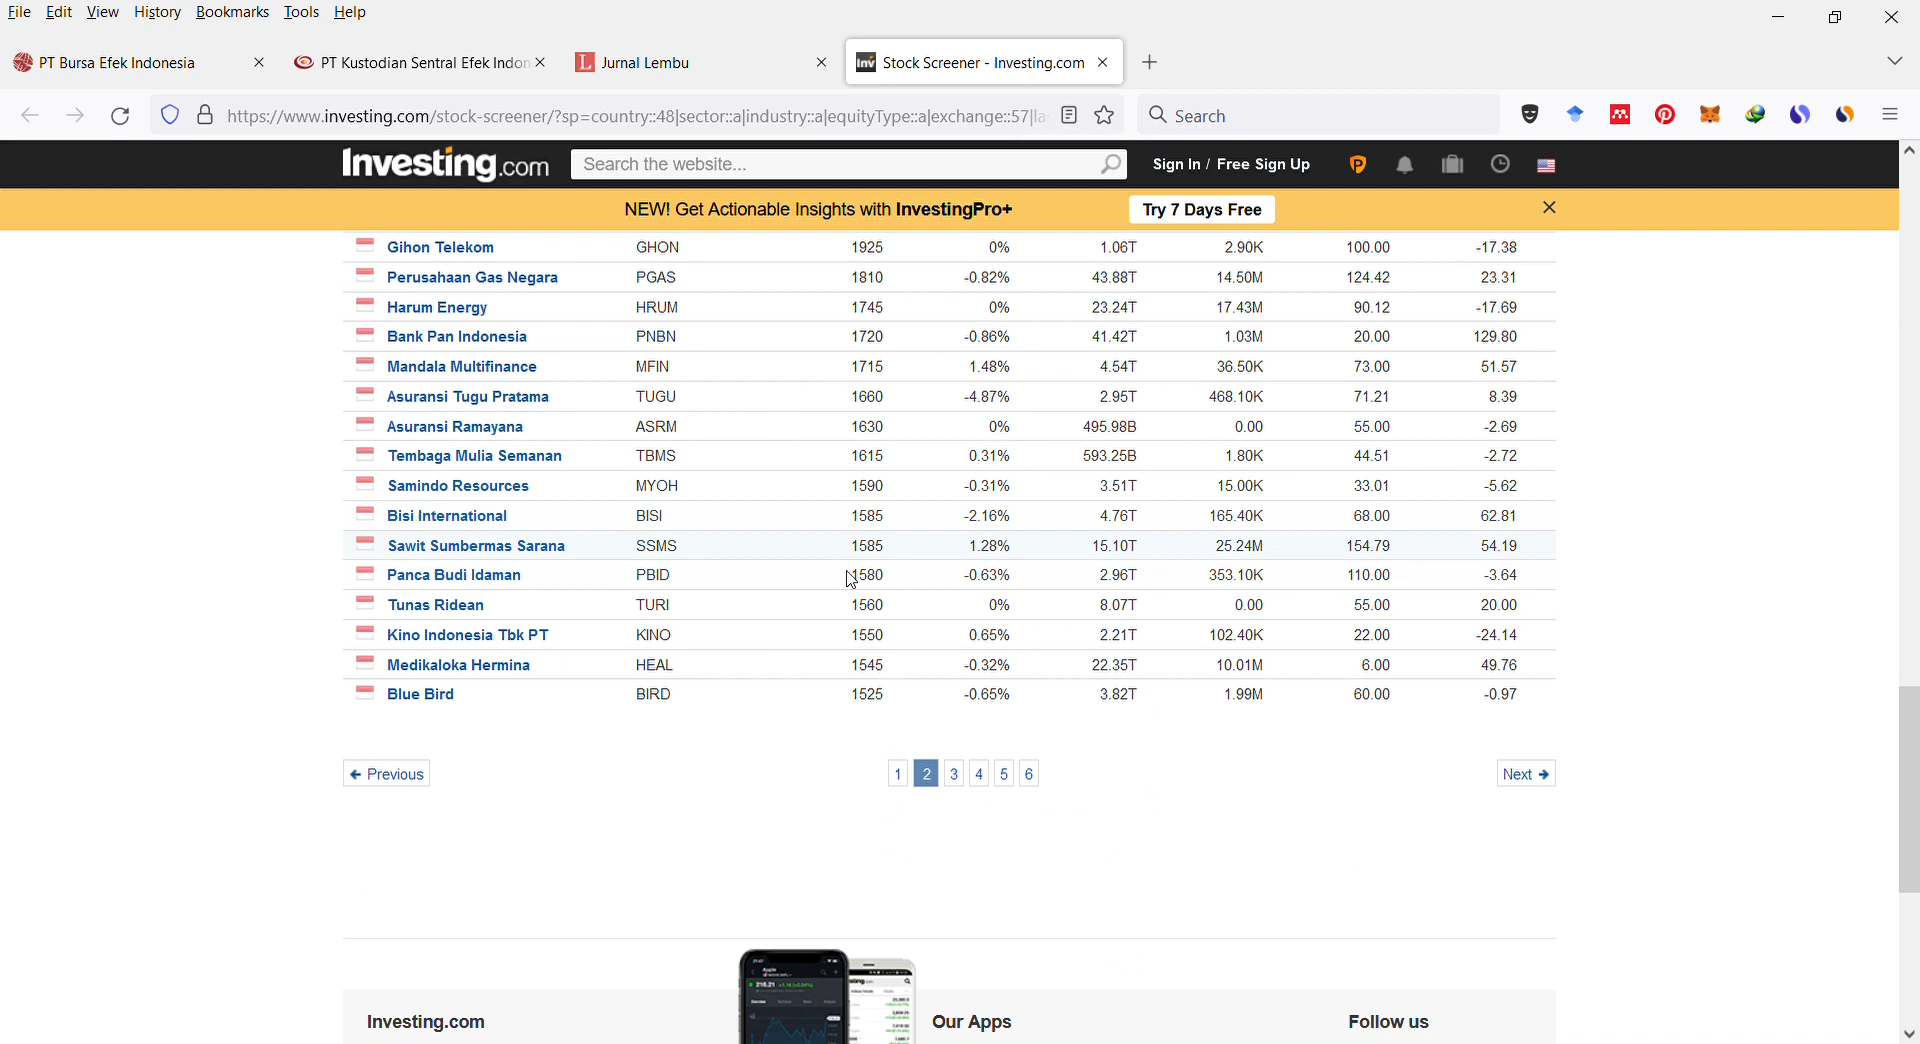 File Edit View History Bookmarks Tools Help
PT Bursa Efek Indonesia PT Kustodian Sentral Efek Indon Jurnal Lembu Stock Screener - Investing.com
https://www.investing.com/stock-screener/?sp=country::48|sector::a|industry::a|equityType::a|exchange::57|la Search
Investing.com Search the website... Sign In / Free Sign Up
NEW! Get Actionable Insights with InvestingPro+ Try 7 Days Free
Gihon Telekom GHON 1925 0% 1.06T 2.90K 100.00 -17.38
Perusahaan Gas Negara PGAS 1810 -0.82% 43.88T 14.50M 124.42 23.31
Harum Energy HRUM 1745 0% 23.24T 17.43M 90.12 -17.69
Bank Pan Indonesia PNBN 1720 -0.86% 41.42T 1.03M 20.00 129.80
Mandala Multifinance MFIN 1715 1.48% 4.54T 36.50K 73.00 51.57
Asuransi Tugu Pratama TUGU 1660 -4.87% 2.95T 468.10K 71.21 8.39
Asuransi Ramayana ASRM 1630 0% 495.98B 0.00 55.00 -2.69
Tembaga Mulia Semanan TBMS 1615 0.31% 593.25B 1.80K 44.51 -2.72
Samindo Resources MYOH 1590 -0.31% 3.51T 15.00K 33.01 -5.62
Bisi International BISI 1585 -2.16% 4.76T 165.40K 68.00 62.81
Sawit Sumbermas Sarana SSMS 1585 1.28% 15.10T 25.24M 154.79 54.19
Panca Budi Idaman PBID 1580 -0.63% 2.96T 353.10K 110.00 -3.64
Tunas Ridean TURI 1560 0% 8.07T 0.00 55.00 20.00
Kino Indonesia Tbk PT KINO 1550 0.65% 2.21T 102.40K 22.00 -24.14
Medikaloka Hermina HEAL 1545 -0.32% 22.35T 10.01M 6.00 49.76
Blue Bird BIRD 1525 -0.65% 3.82T 1.99M 60.00 -0.97
Previous 1 2 3 4 5 6 Next
Investing.com Our Apps Follow us